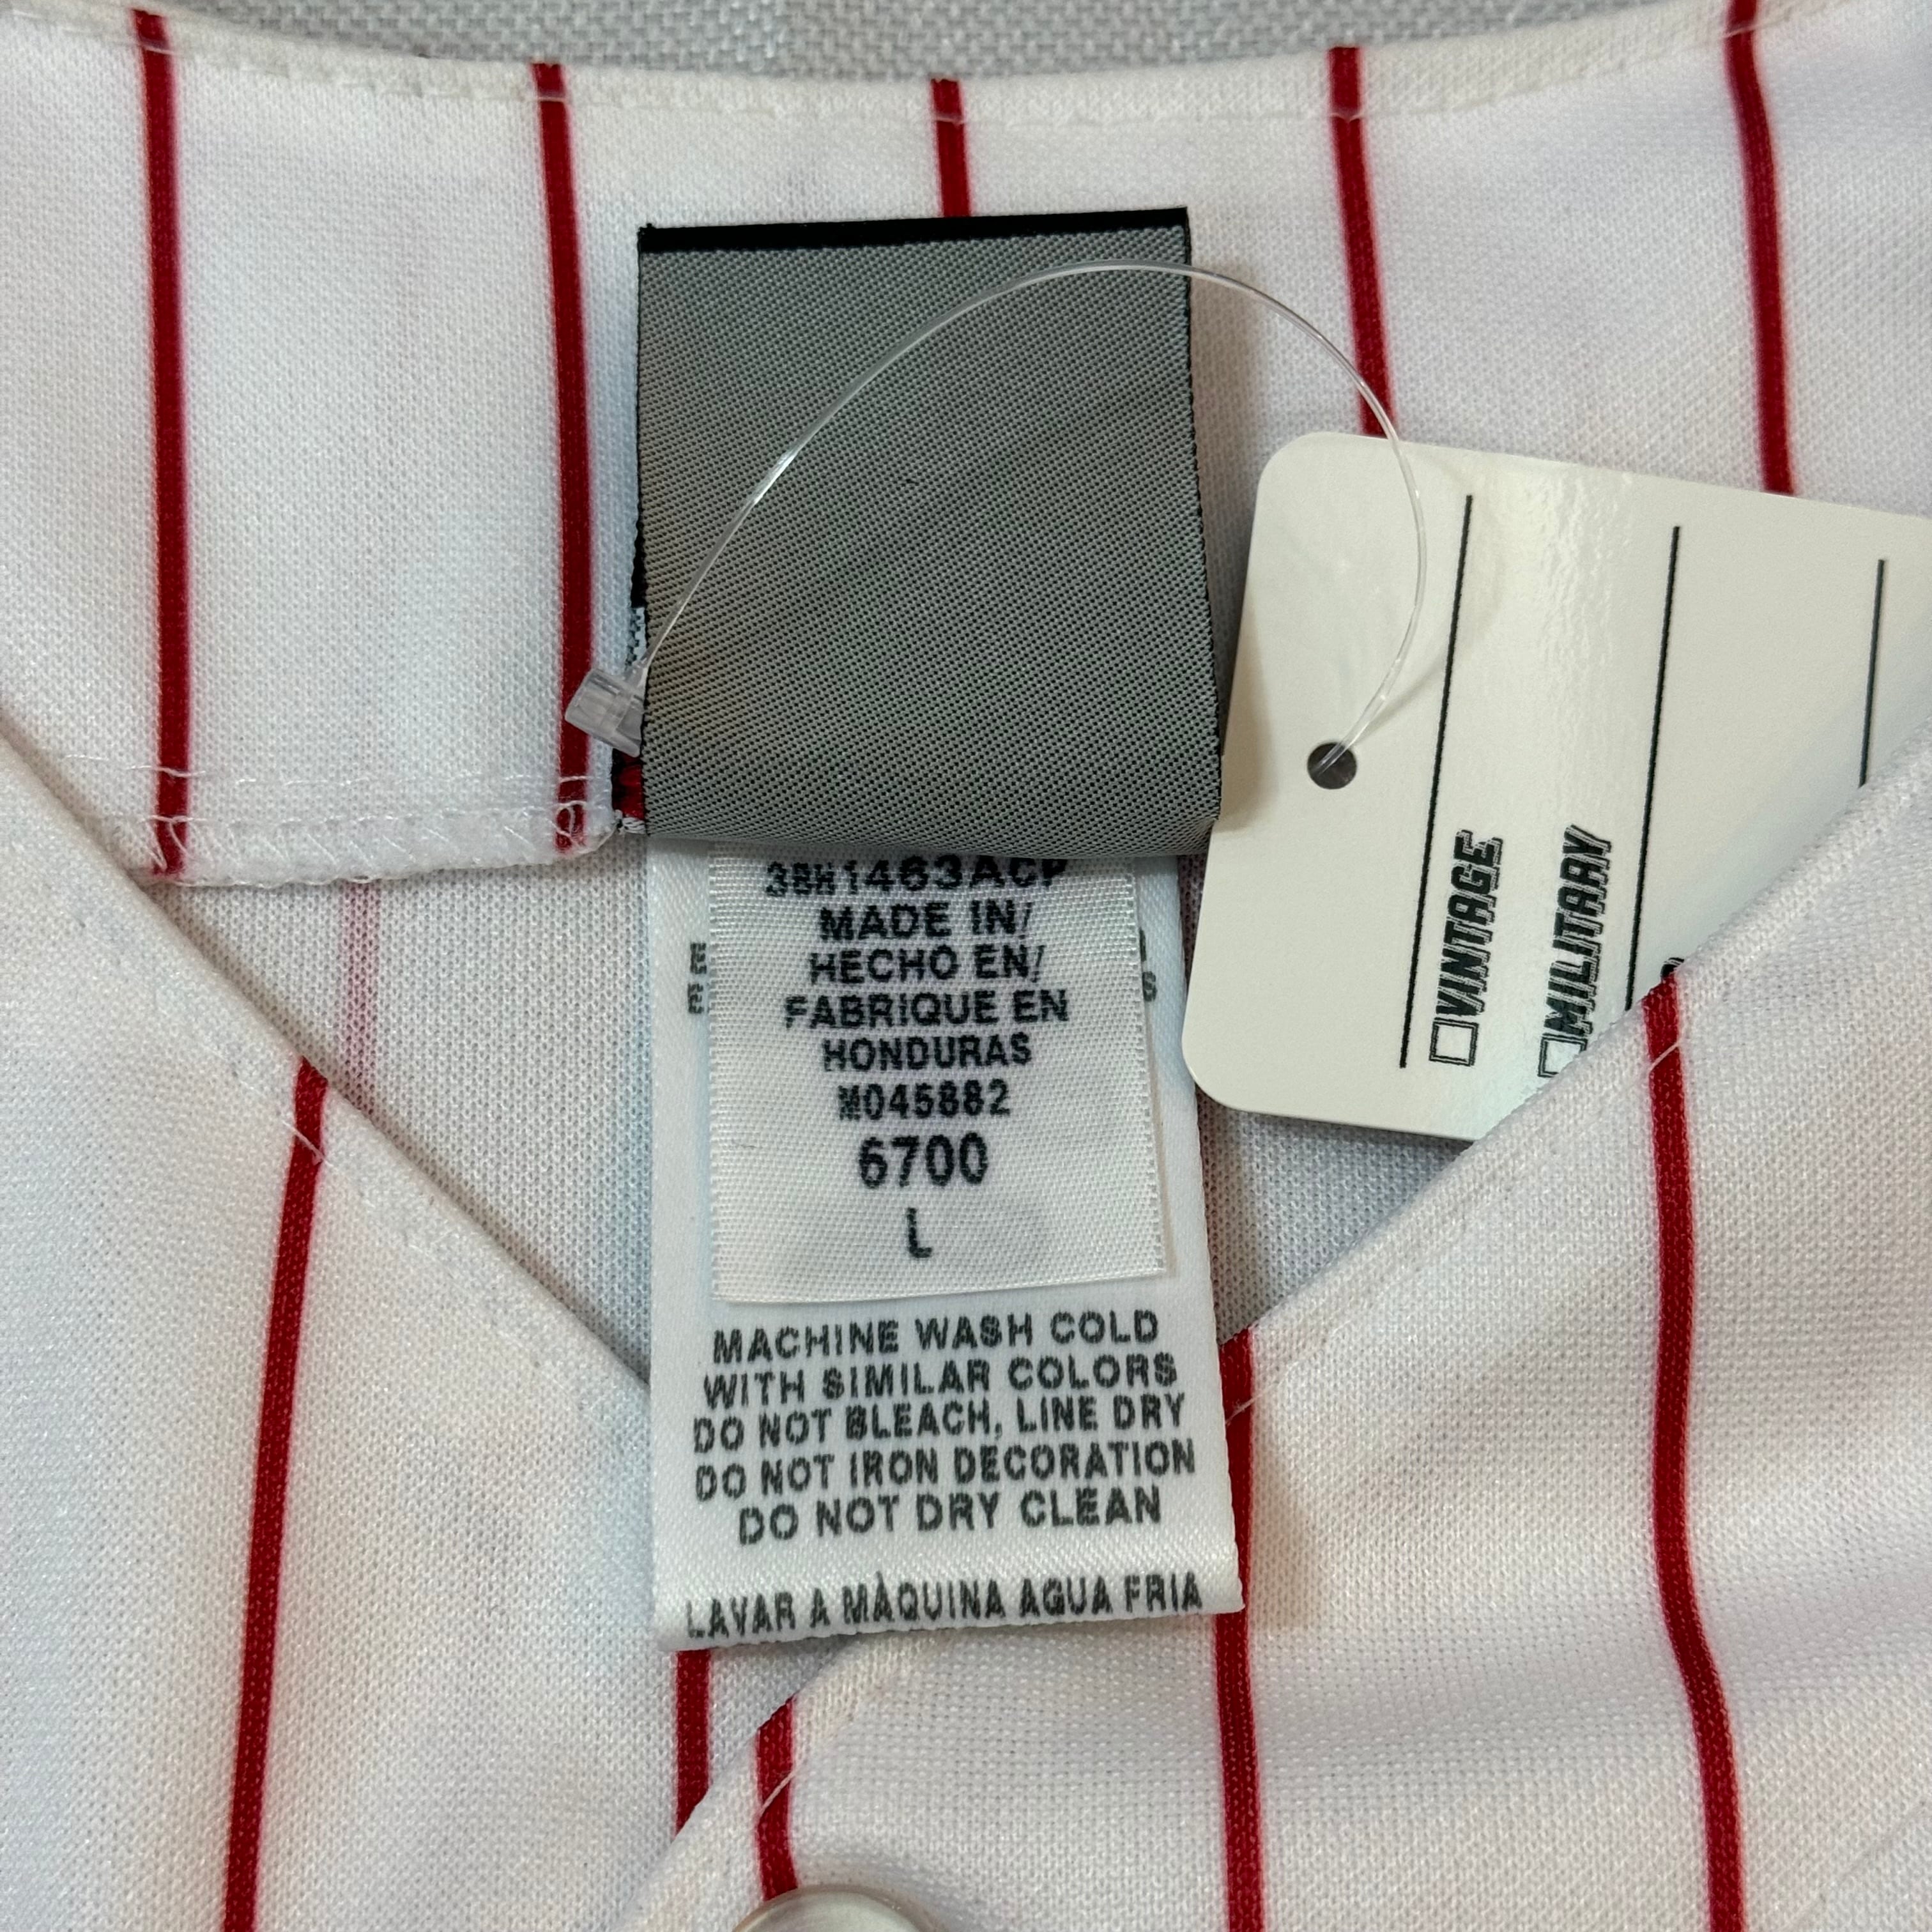 38H1463ACP
MADE IN/
HECHO EN/
FABRIQUE EN
HONDURAS
M045882
6700
L
MACHINE WASH COLD
WITH SIMILAR COLORS
DO NOT BLEACH, LINE DRY
DO NOT IRON DECORATION
DO NOT DRY CLEAN
LAVAR A MÀQUINA AGUA FRIA
VINTAGE
MILITARY